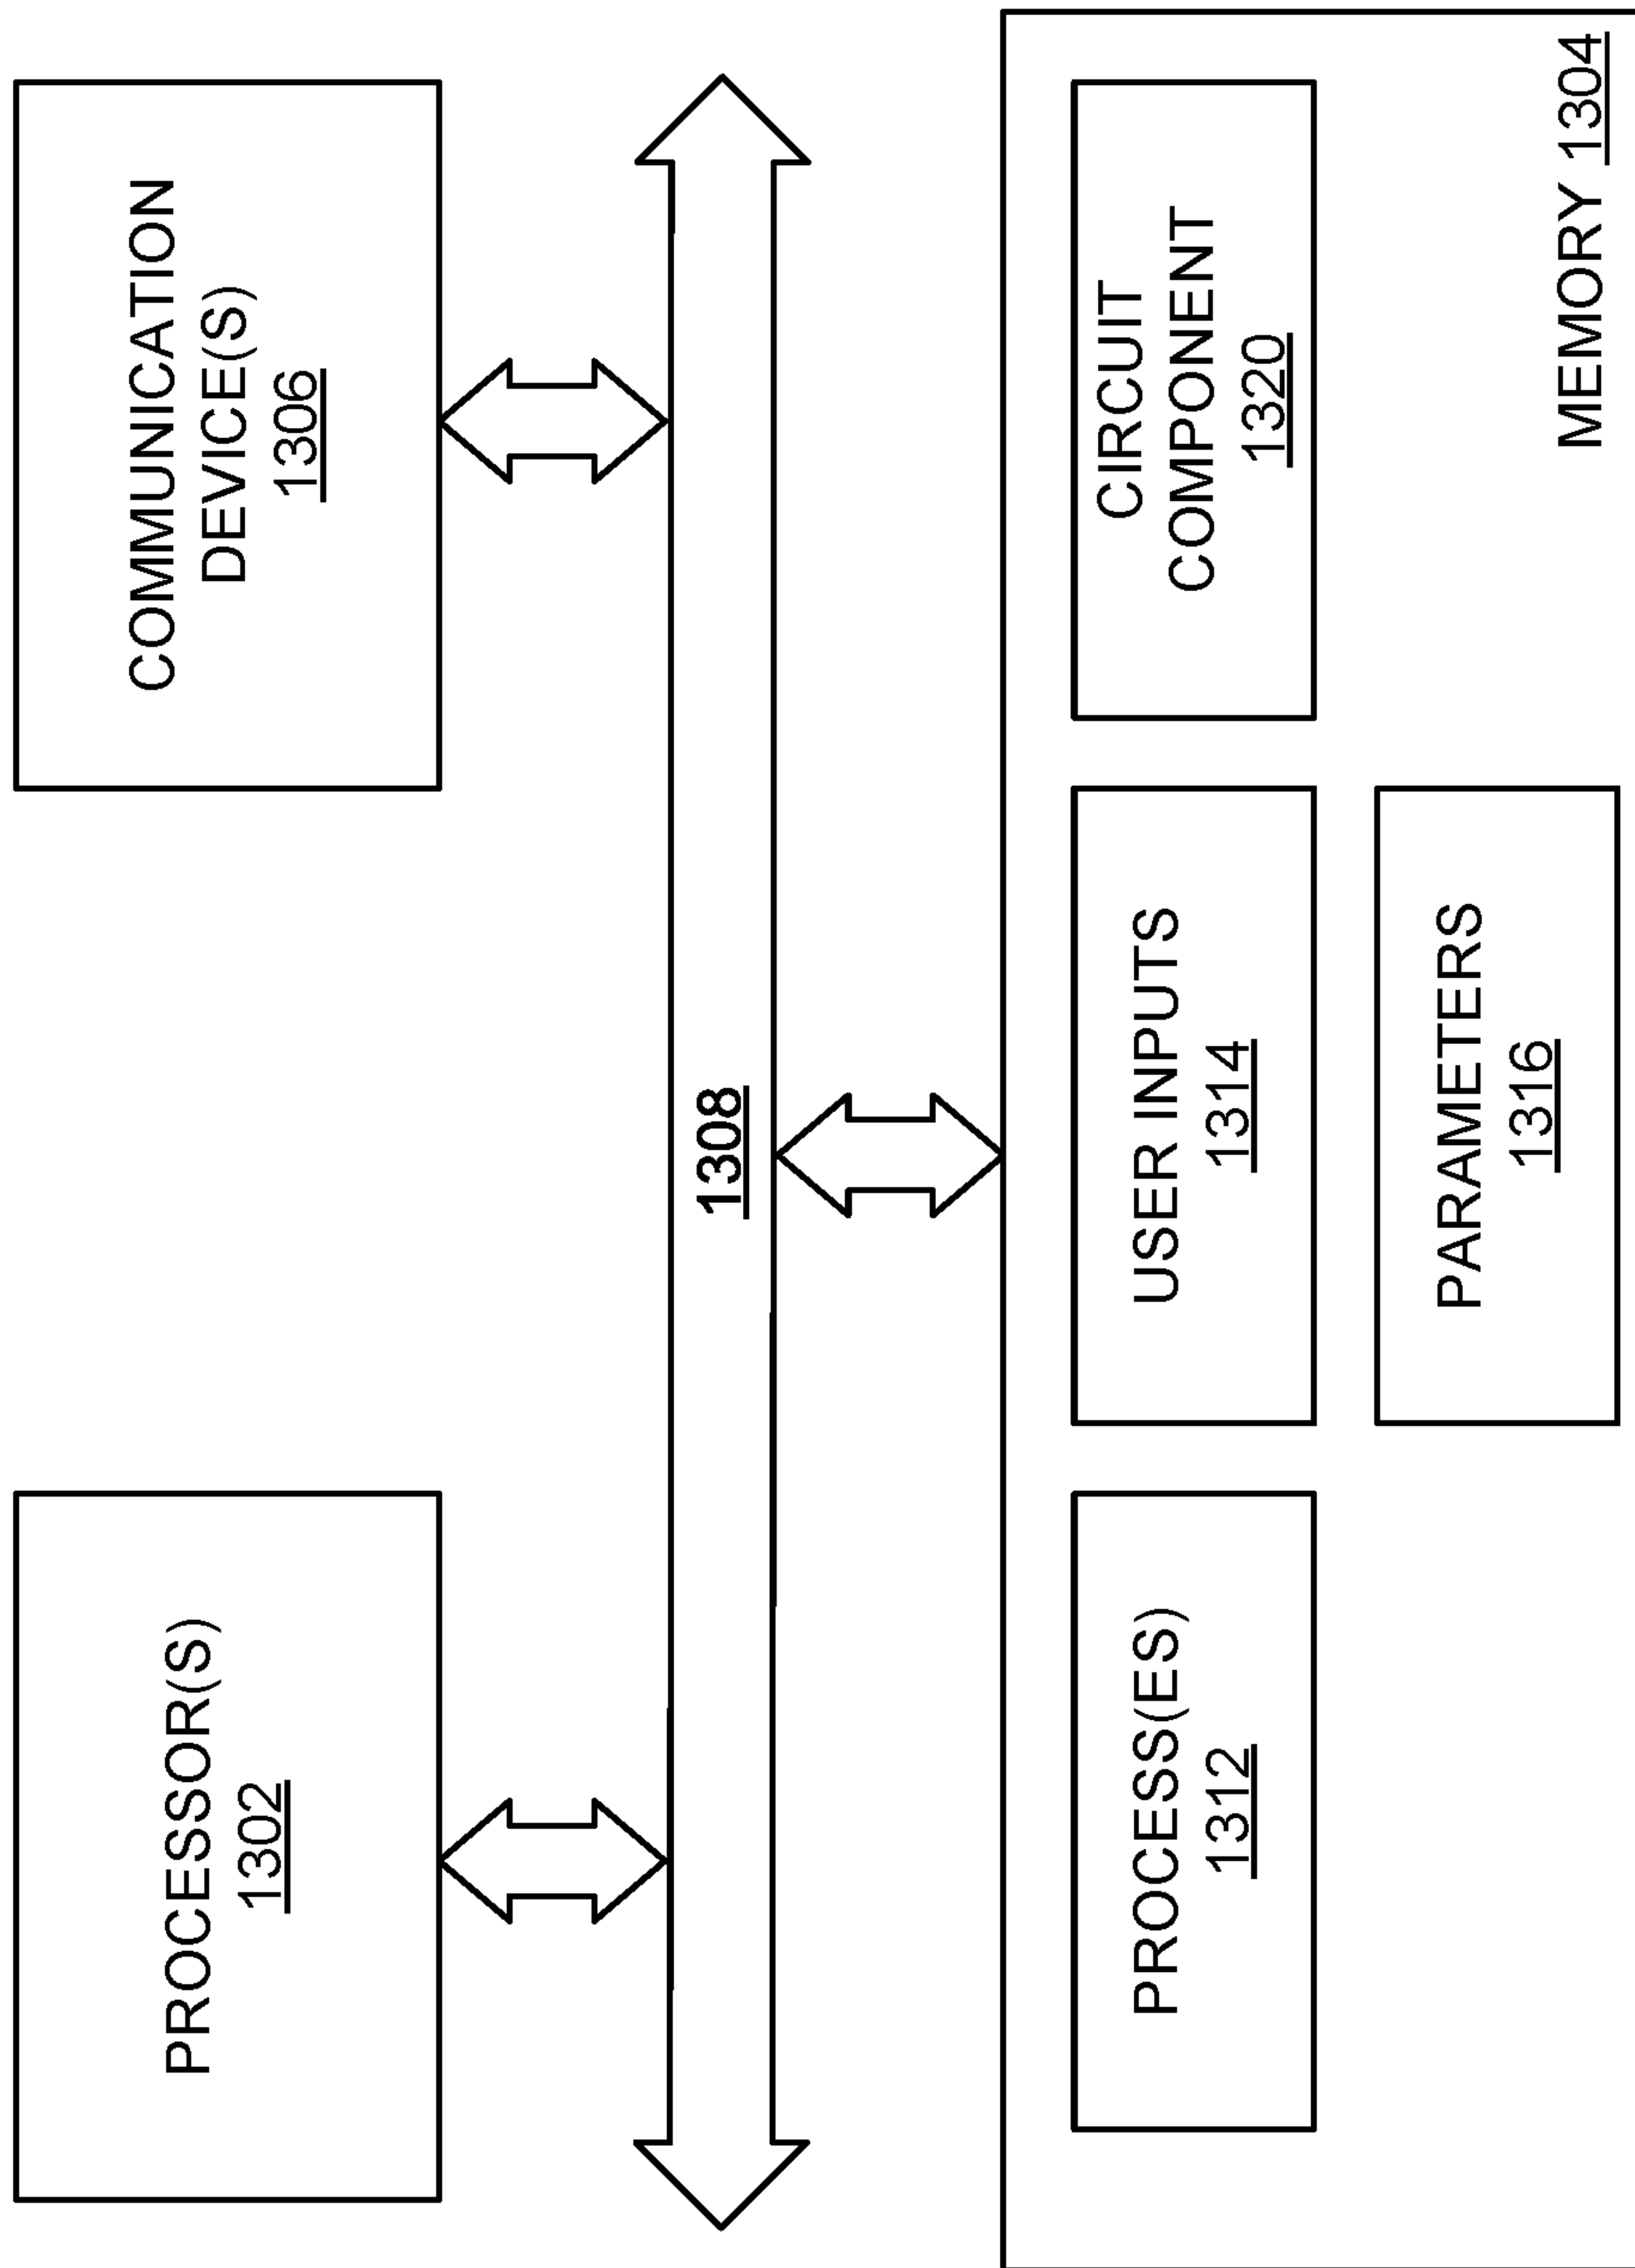 PROCESSOR(S)
1302
COMMUNICATION
DEVICE(S)
1306
1308
PROCESS(ES)
1312
USER INPUTS
1314
CIRCUIT
COMPONENT
1320
PARAMETERS
1316
MEMORY 1304